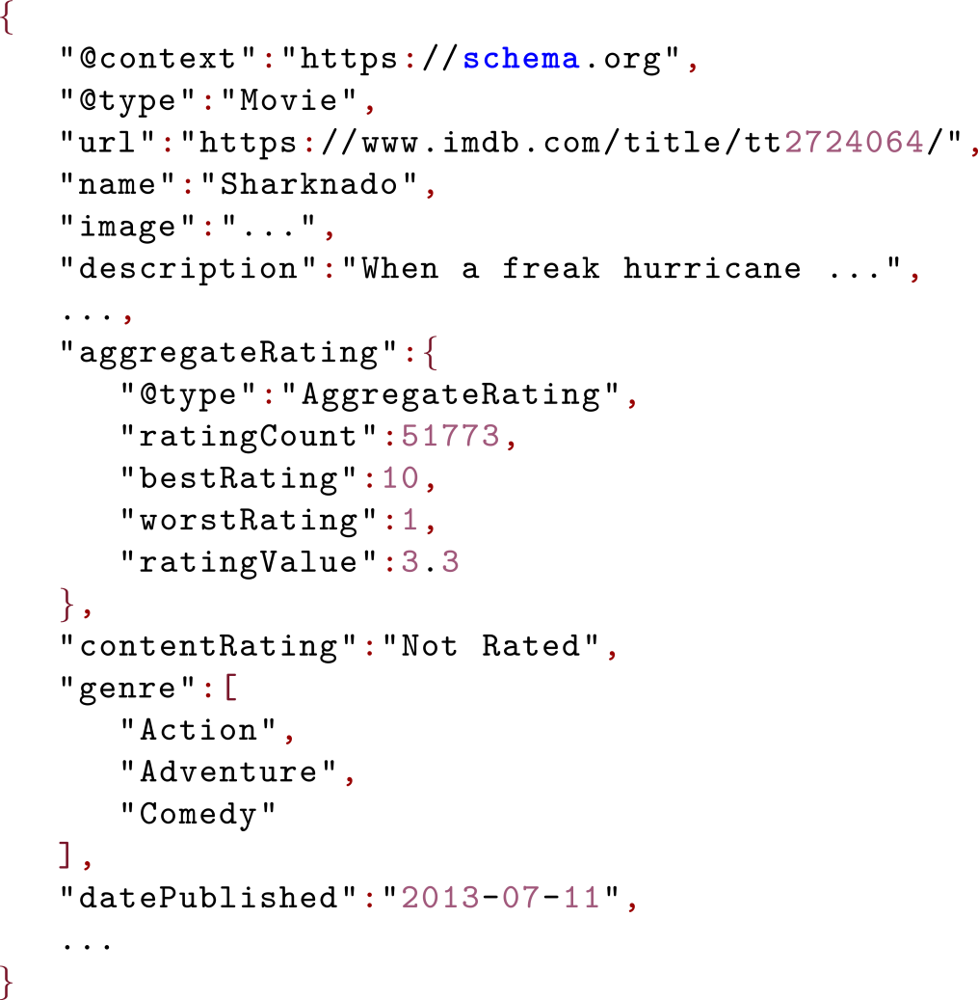 {
"@context":"https://schema.org",
"@type":"Movie",
"url":"https://www.imdb.com/title/tt2724064/",
"name":"Sharknado",
"image":"...",
"description":"When a freak hurricane ...",
...,
"aggregateRating":{
"@type":"AggregateRating",
"ratingCount":51773,
"bestRating":10,
"worstRating":1,
"ratingValue":3.3
},
"contentRating":"Not Rated",
"genre":[
"Action",
"Adventure",
"Comedy"
],
"datePublished":"2013-07-11",
...
}